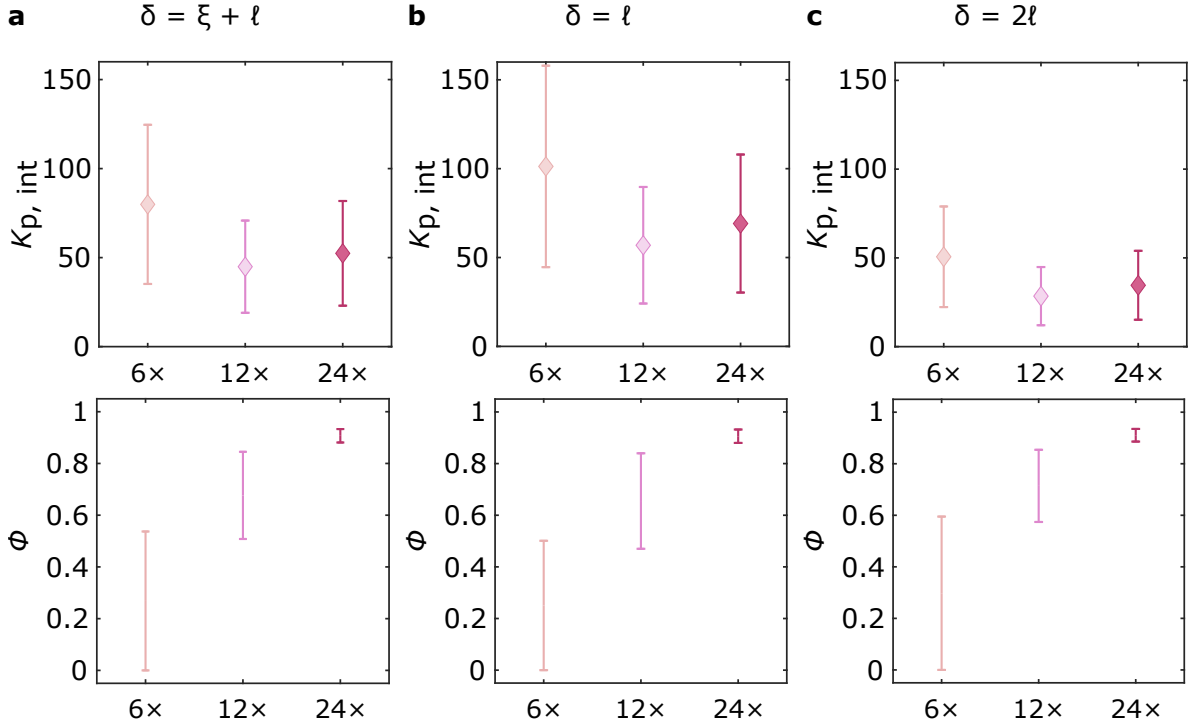 a δ = ξ + ℓ
b δ = ℓ
c δ = 2ℓ
Kp, int
150
100
50
0
6× 12× 24×
Kp, int
150
100
50
0
6× 12× 24×
Kp, int
150
100
50
0
6× 12× 24×
Φ
1
0.8
0.6
0.4
0.2
0
6× 12× 24×
Φ
1
0.8
0.6
0.4
0.2
0
6× 12× 24×
Φ
1
0.8
0.6
0.4
0.2
0
6× 12× 24×